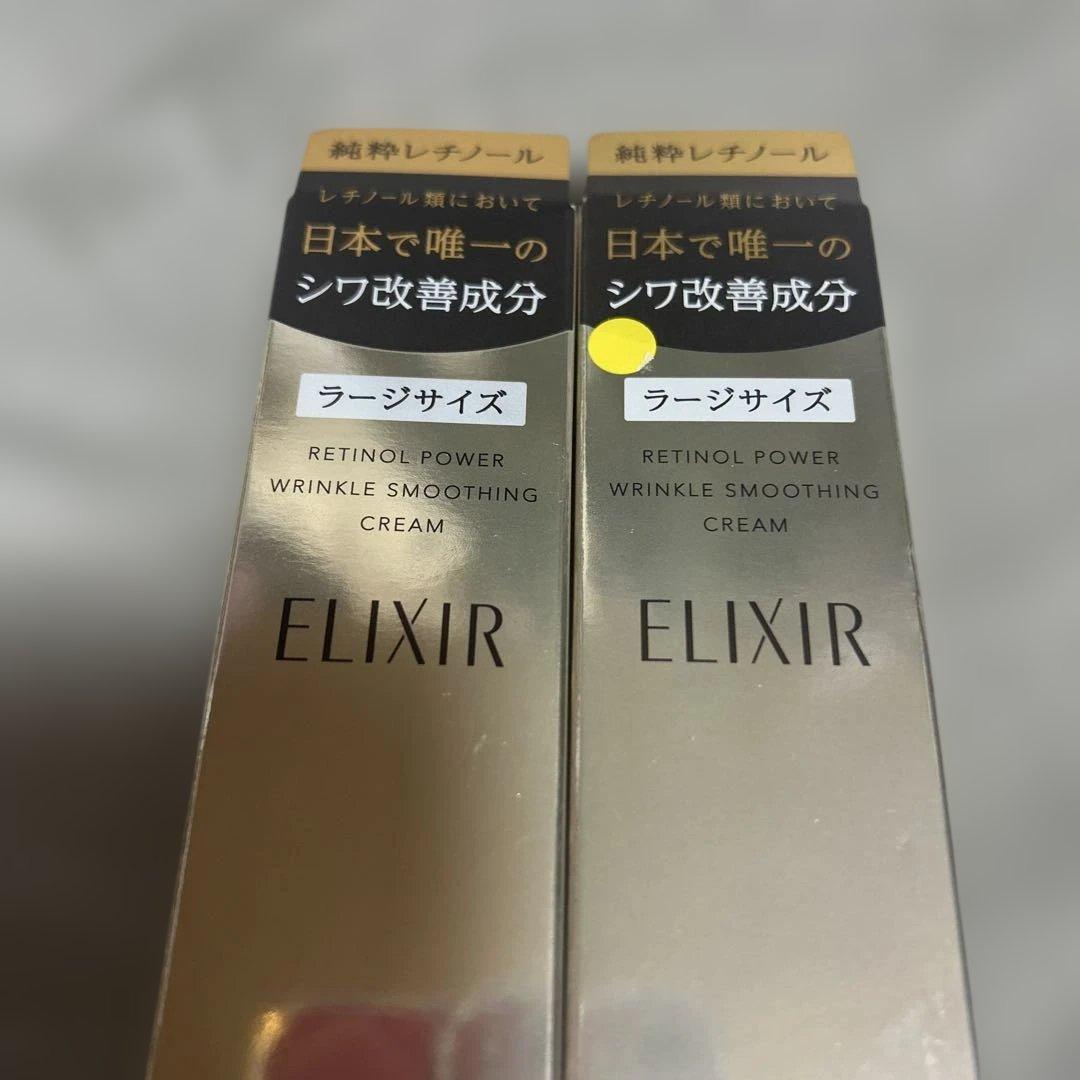 純粋レチノール
レチノール類において
日本で唯一の
シワ改善成分
ラージサイズ
RETINOL POWER
WRINKLE SMOOTHING
CREAM
ELIXIR
純粋レチノール
レチノール類において
日本で唯一の
シワ改善成分
ラージサイズ
RETINOL POWER
WRINKLE SMOOTHING
CREAM
ELIXIR